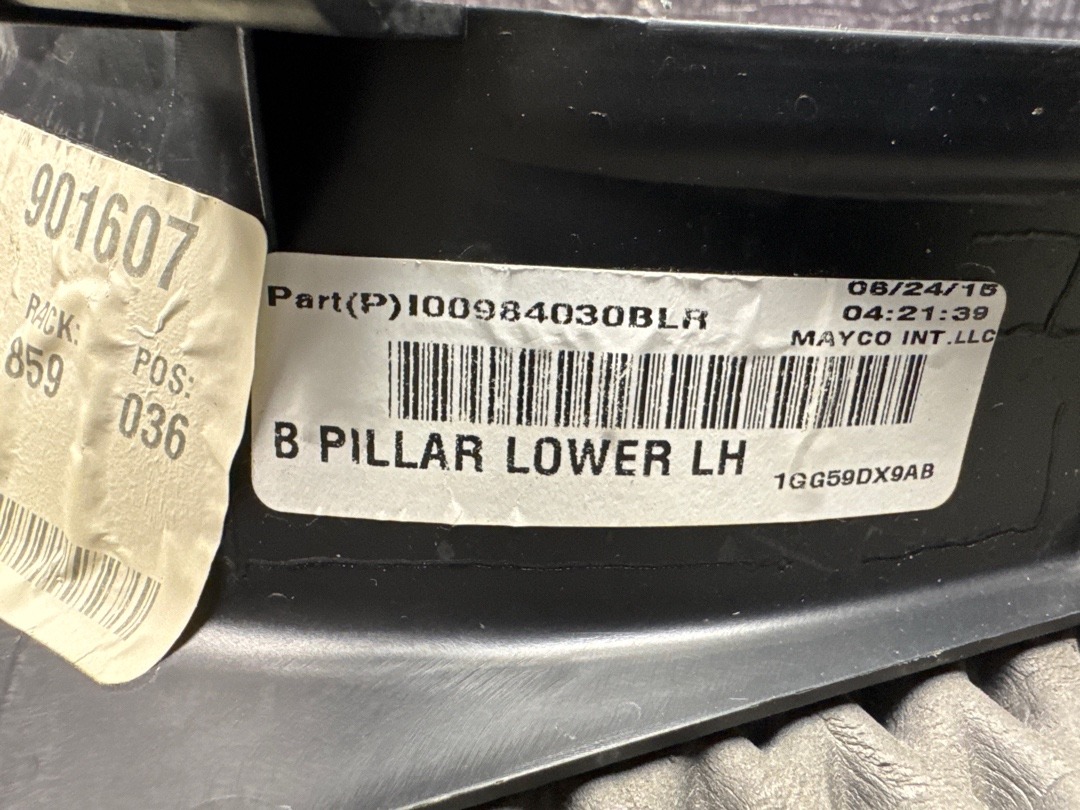 901607
RACK:
859
POS:
036
Part(P)I00984030BLR
06/24/15
04:21:39
MAYCO INT.LLC
B PILLAR LOWER LH
1GG59DX9AB